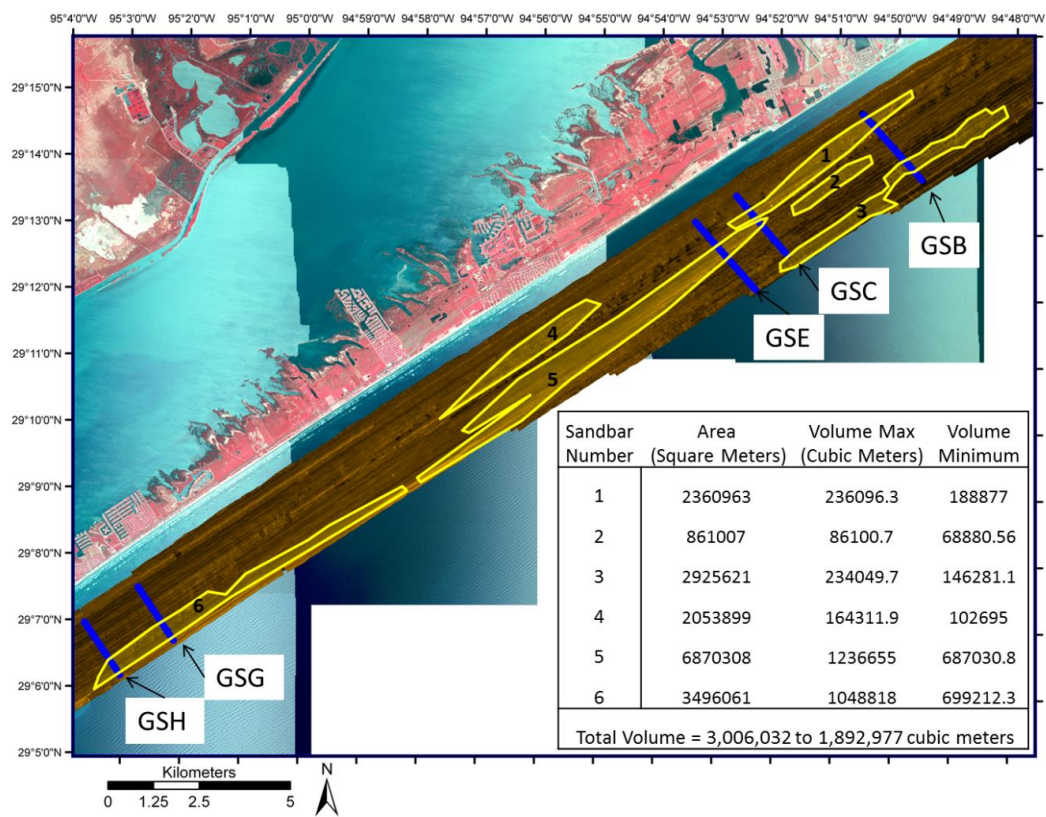 95°4'0"W 95°3'0"W 95°2'0"W 95°1'0"W 95°0'0"W 94°59'0"W 94°58'0"W 94°57'0"W 94°56'0"W 94°55'0"W 94°54'0"W 94°53'0"W 94°52'0"W 94°51'0"W 94°50'0"W 94°49'0"W 94°48'0"W
29°15'0"N
29°14'0"N
29°13'0"N
29°12'0"N
29°11'0"N
29°10'0"N
29°9'0"N
29°8'0"N
29°7'0"N
29°6'0"N
29°5'0"N
1
2
3
GSB
GSC
GSE
4
5
6
GSG
GSH
Sandbar Area Volume Max Volume
Number (Square Meters) (Cubic Meters) Minimum
1 2360963 236096.3 188877
2 861007 86100.7 68880.56
3 2925621 234049.7 146281.1
4 2053899 164311.9 102695
5 6870308 1236655 687030.8
6 3496061 1048818 699212.3
Total Volume = 3,006,032 to 1,892,977 cubic meters
Kilometers
0 1.25 2.5 5
N